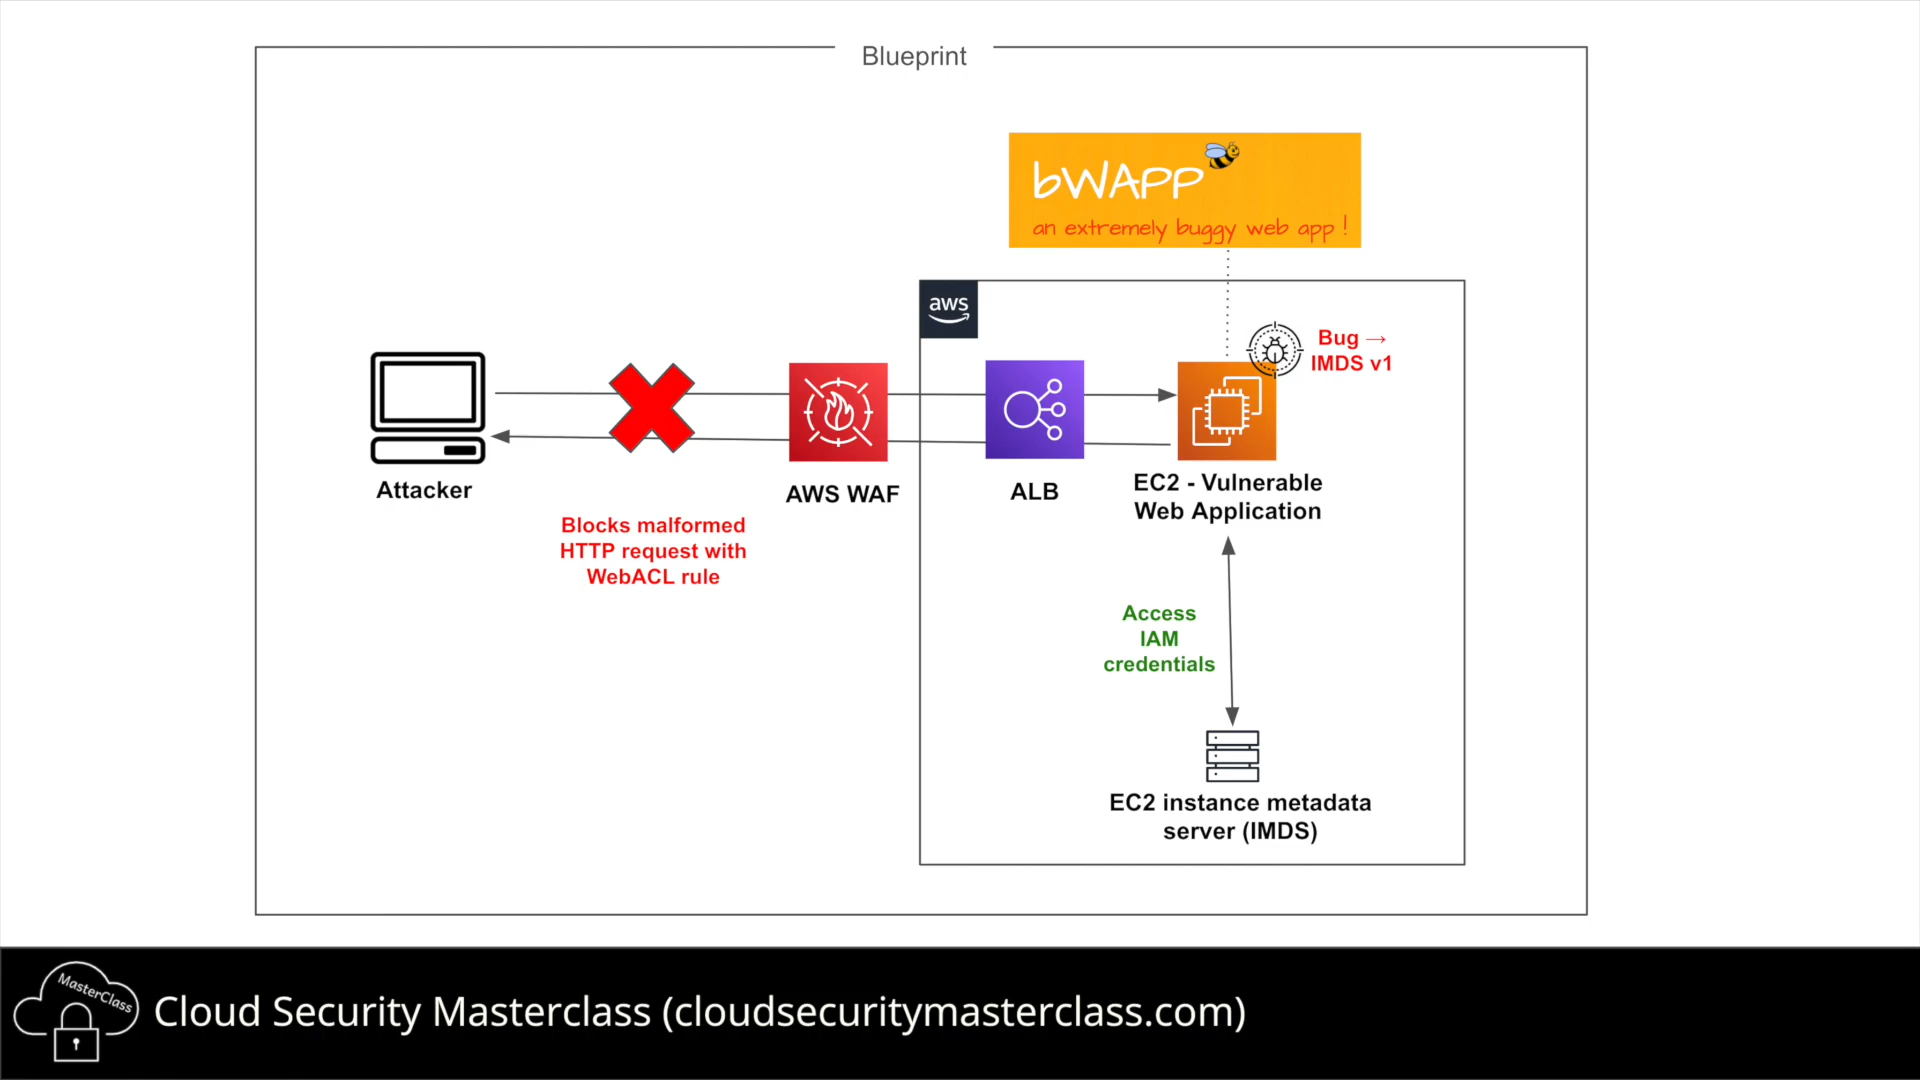 Blueprint
bWAPP
an extremely buggy web app !
aws
Bug →
IMDS v1
Attacker
AWS WAF
ALB
EC2 - Vulnerable
Web Application
Blocks malformed
HTTP request with
WebACL rule
Access
IAM
credentials
EC2 instance metadata
server (IMDS)
MasterClass
Cloud Security Masterclass (cloudsecuritymasterclass.com)